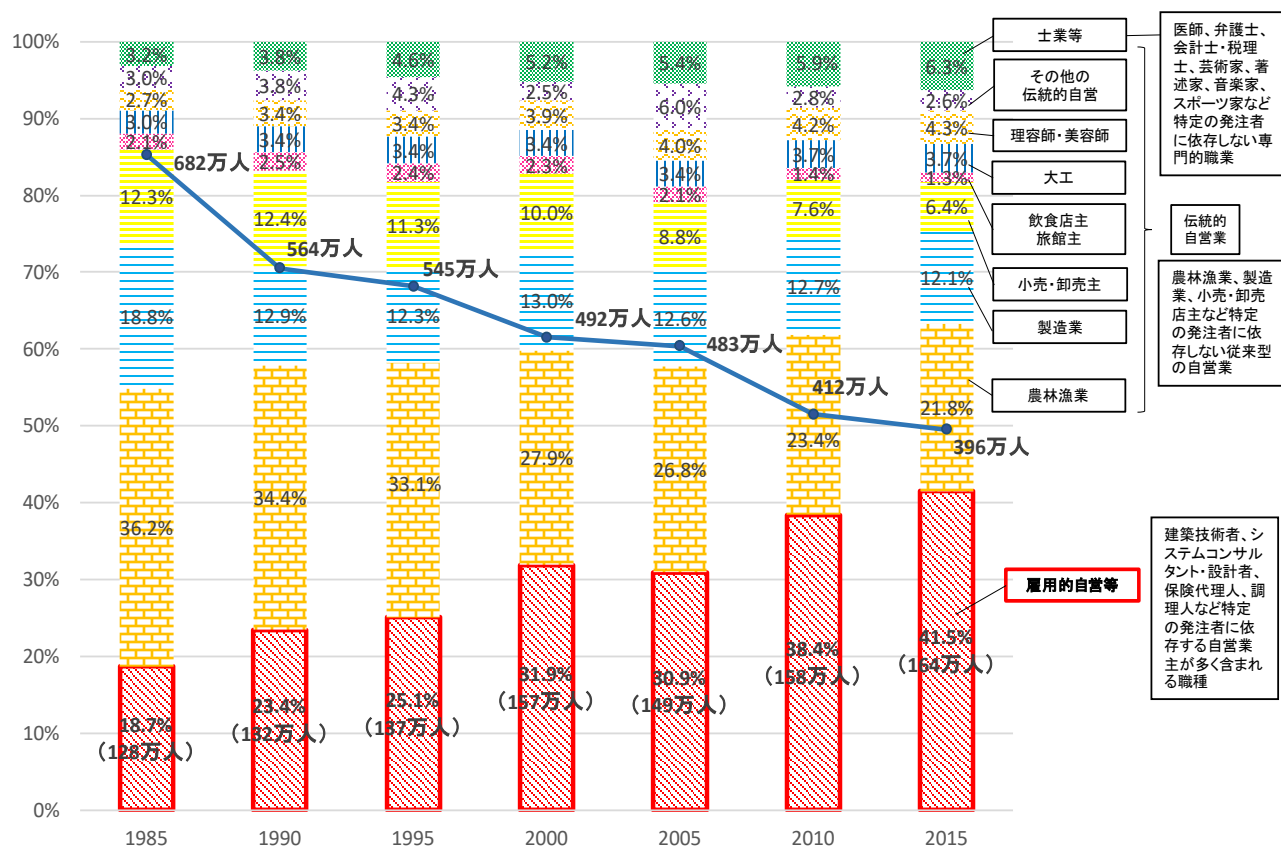 100%
90%
80%
70%
60%
50%
40%
30%
20%
10%
0%
3.2%
3.0%
2.7%
3.0%
2.1%
12.3%
18.8%
36.2%
18.7%
（128万人）
3.8%
3.8%
3.4%
3.4%
2.5%
12.4%
12.9%
34.4%
23.4%
（132万人）
4.6%
4.3%
3.4%
3.4%
2.4%
11.3%
12.3%
33.1%
25.1%
（137万人）
5.2%
2.5%
3.9%
3.4%
2.3%
10.0%
13.0%
27.9%
31.9%
（157万人）
5.4%
6.0%
4.0%
3.4%
2.1%
8.8%
12.6%
26.8%
30.9%
（149万人）
5.9%
2.8%
4.2%
3.7%
1.4%
7.6%
12.7%
23.4%
38.4%
（158万人）
6.3%
2.6%
4.3%
3.7%
1.3%
6.4%
12.1%
21.8%
41.5%
（164万人）
682万人
564万人
545万人
492万人
483万人
412万人
396万人
1985
1990
1995
2000
2005
2010
2015
士業等
その他の
伝統的自営
理容師・美容師
大工
飲食店主
旅館主
小売・卸売主
製造業
農林漁業
雇用的自営等
医師、弁護士、
会計士・税理
士、芸術家、著
述家、音楽家、
スポーツ家など
特定の発注者
に依存しない専
門的職業
伝統的
自営業
農林漁業、製造
業、小売・卸売
店主など特定
の発注者に依
存しない従来型
の自営業
建築技術者、シ
ステムコンサル
タント・設計者、
保険代理人、調
理人など特定
の発注者に依
存する自営業
主が多く含まれ
る職種